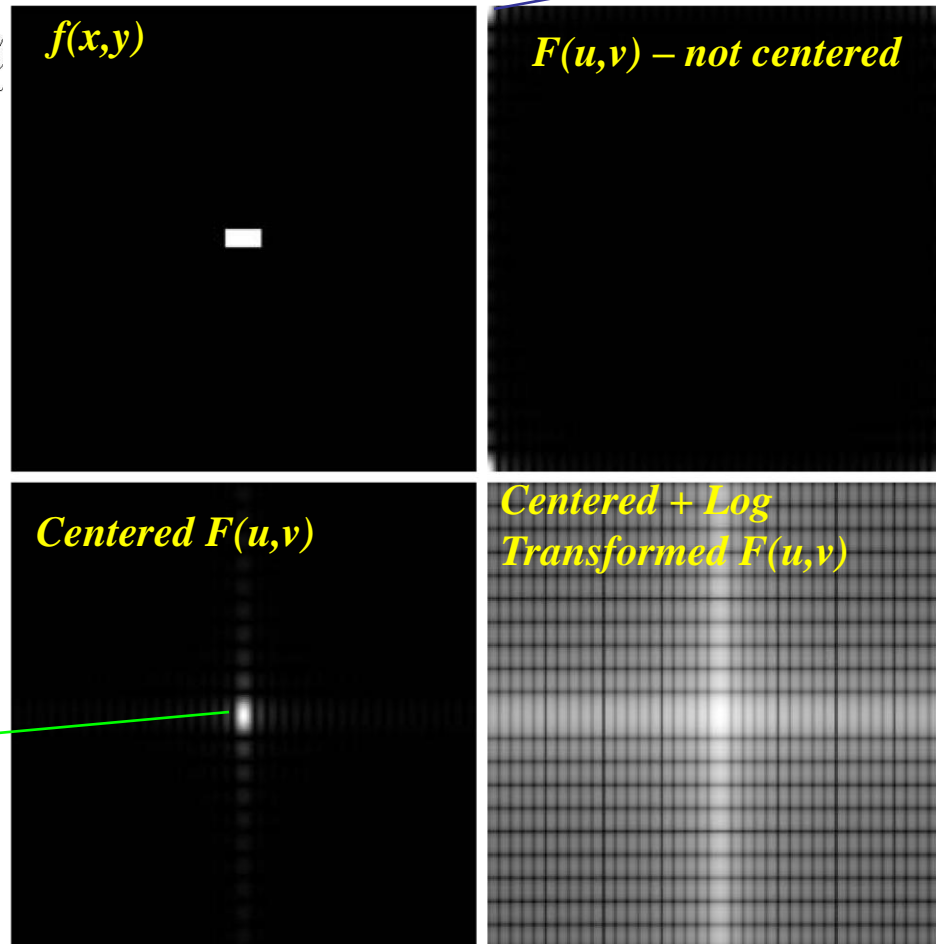 f(x,y)
F(u,v) – not centered
Centered F(u,v)
Centered + Log
Transformed F(u,v)